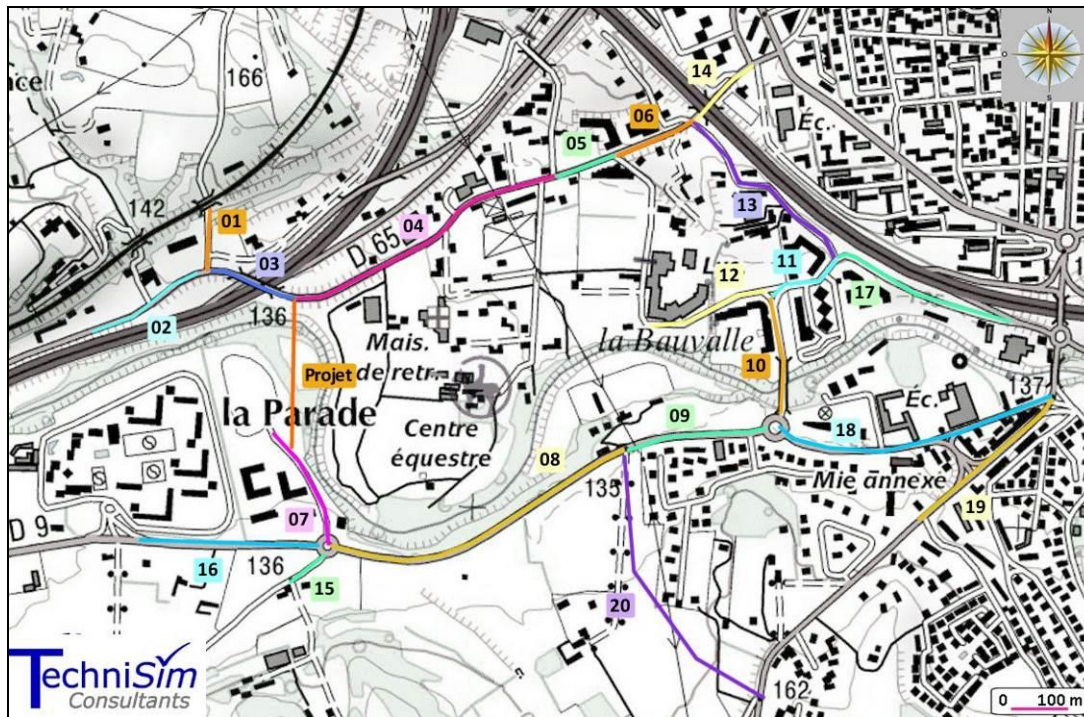 N
14
166
nce
06
Éc.
05
142
01
04
13
03
D 65
11
12
136
17
02
la Bauvalle
Mais.
10
Projet
de retr.
137
la Parade
09
Éc.
Centre
18
équestre
08
135
Mie annexe
07
19
D 9
16
136
15
20
162
TechniSim
Consultants
0 100 m